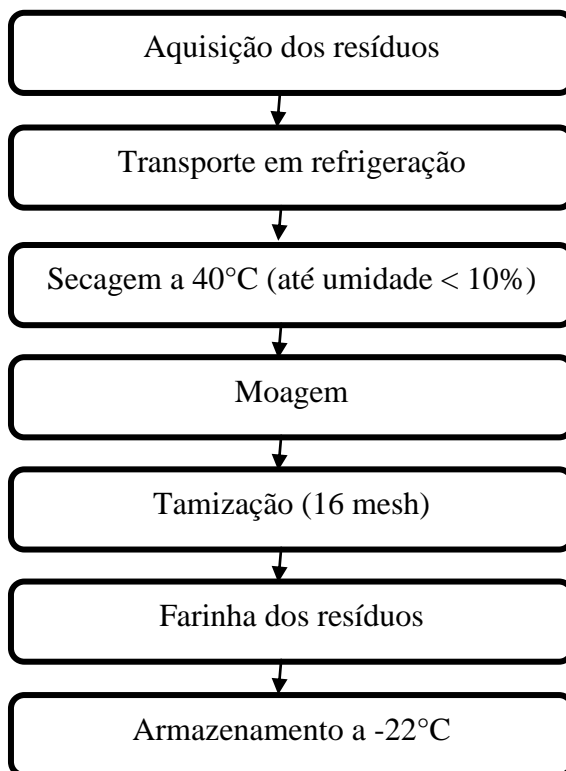 Aquisição dos resíduos
Transporte em refrigeração
Secagem a 40°C (até umidade < 10%)
Moagem
Tamização (16 mesh)
Farinha dos resíduos
Armazenamento a -22°C